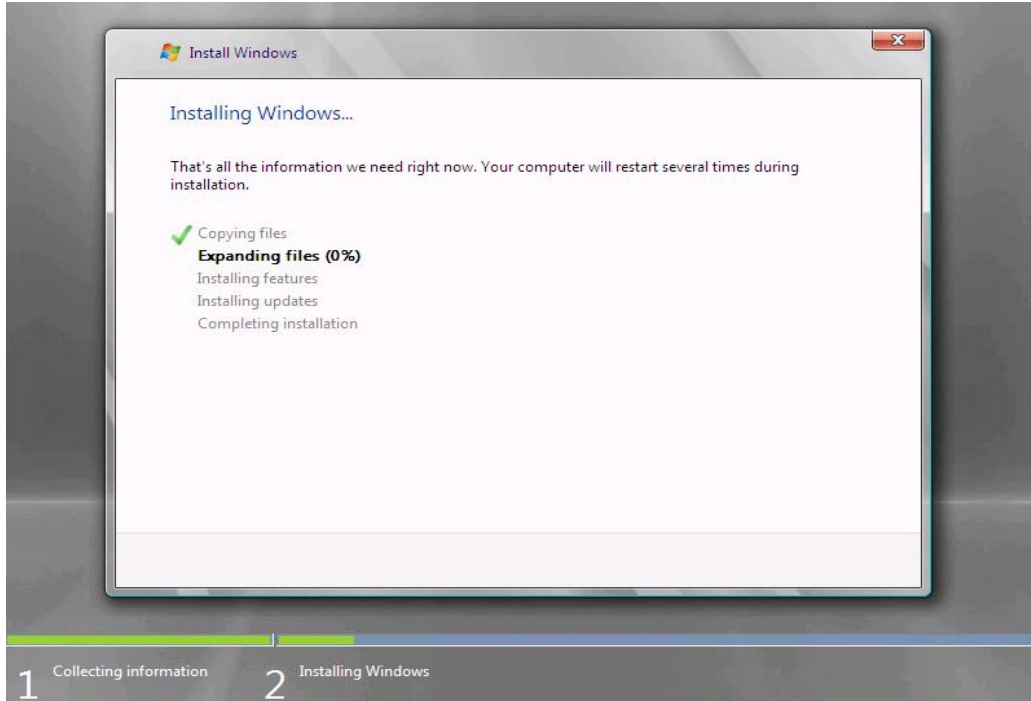 Install Windows
Installing Windows...
That's all the information we need right now. Your computer will restart several times during
installation.
Copying files
Expanding files (0%)
Installing features
Installing updates
Completing installation
1 Collecting information 2 Installing Windows